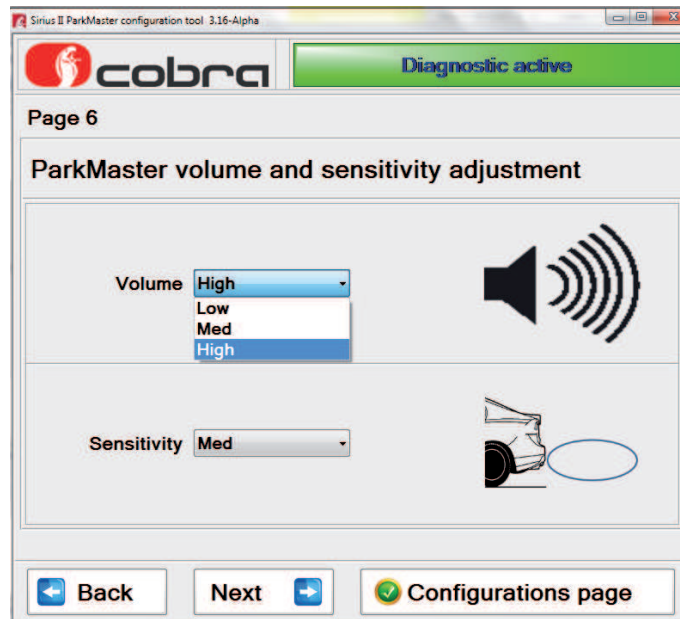 Sirius II ParkMaster configuration tool 3.16-Alpha
cobra
Diagnostic active
Page 6
ParkMaster volume and sensitivity adjustment
Volume High
Low
Med
High
Sensitivity Med
Back Next Configurations page